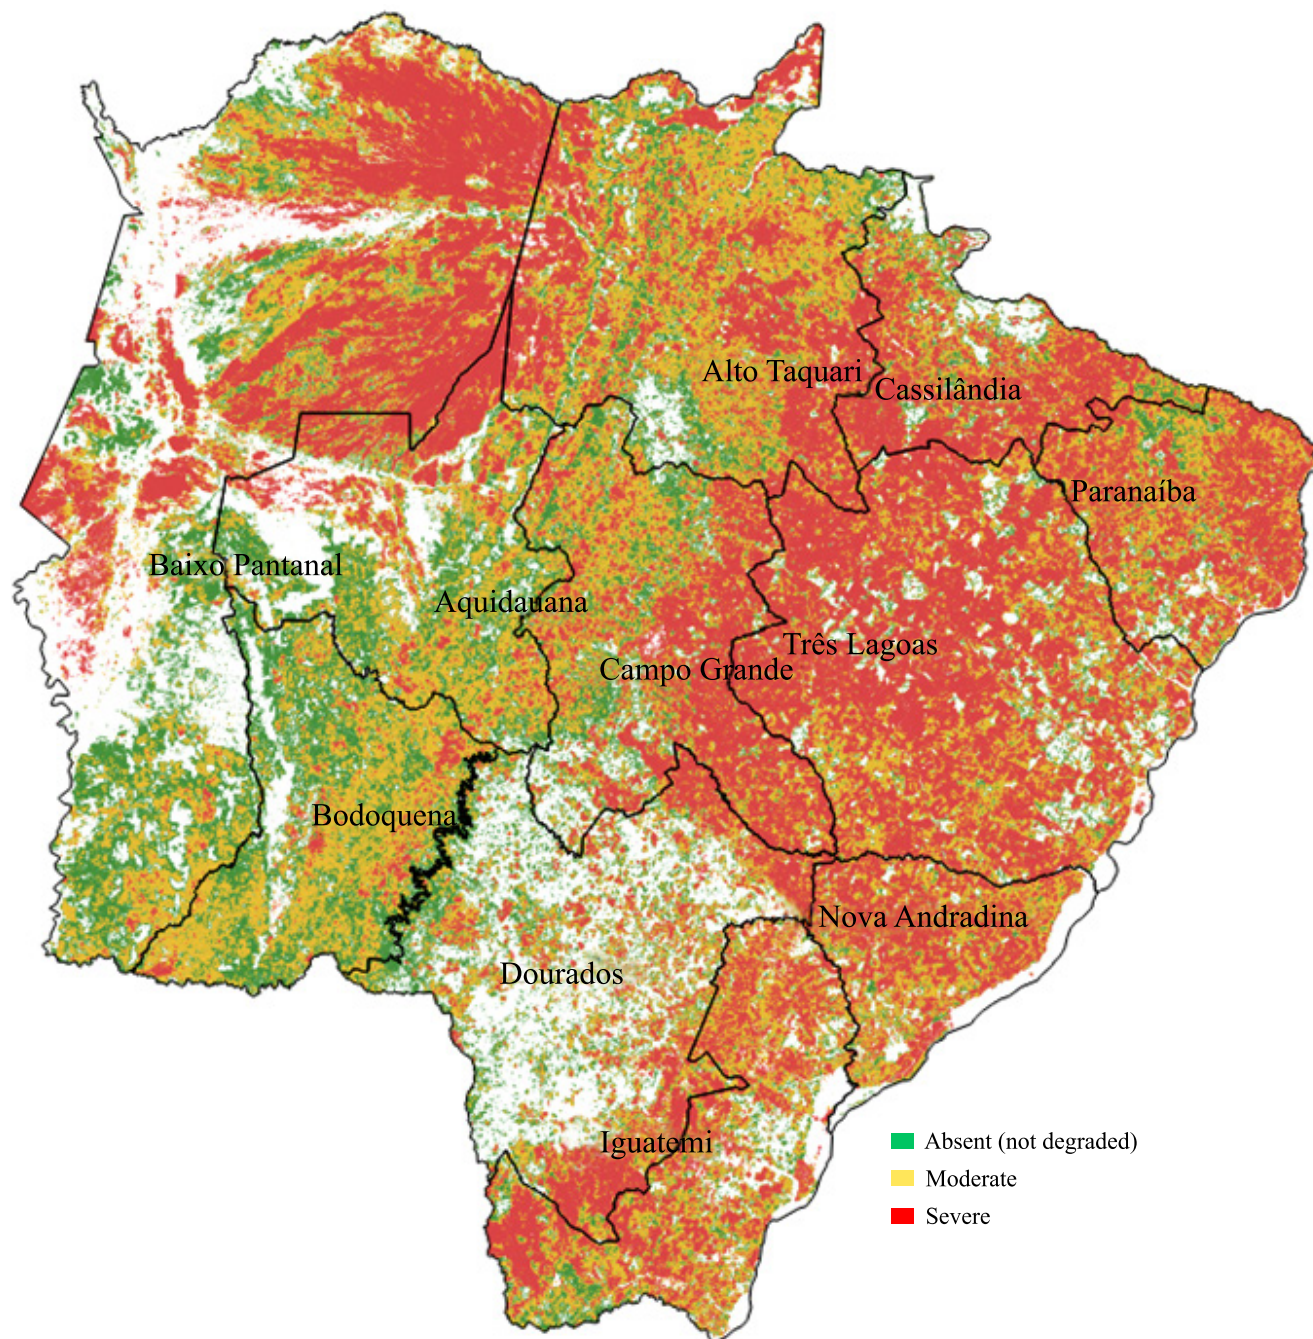 Alto Taquari
Cassilândia
Paranaíba
Baixo Pantanal
Aquidauana
Três Lagoas
Campo Grande
Bodoquena
Nova Andradina
Dourados
Iguatemi
Absent (not degraded)
Moderate
Severe